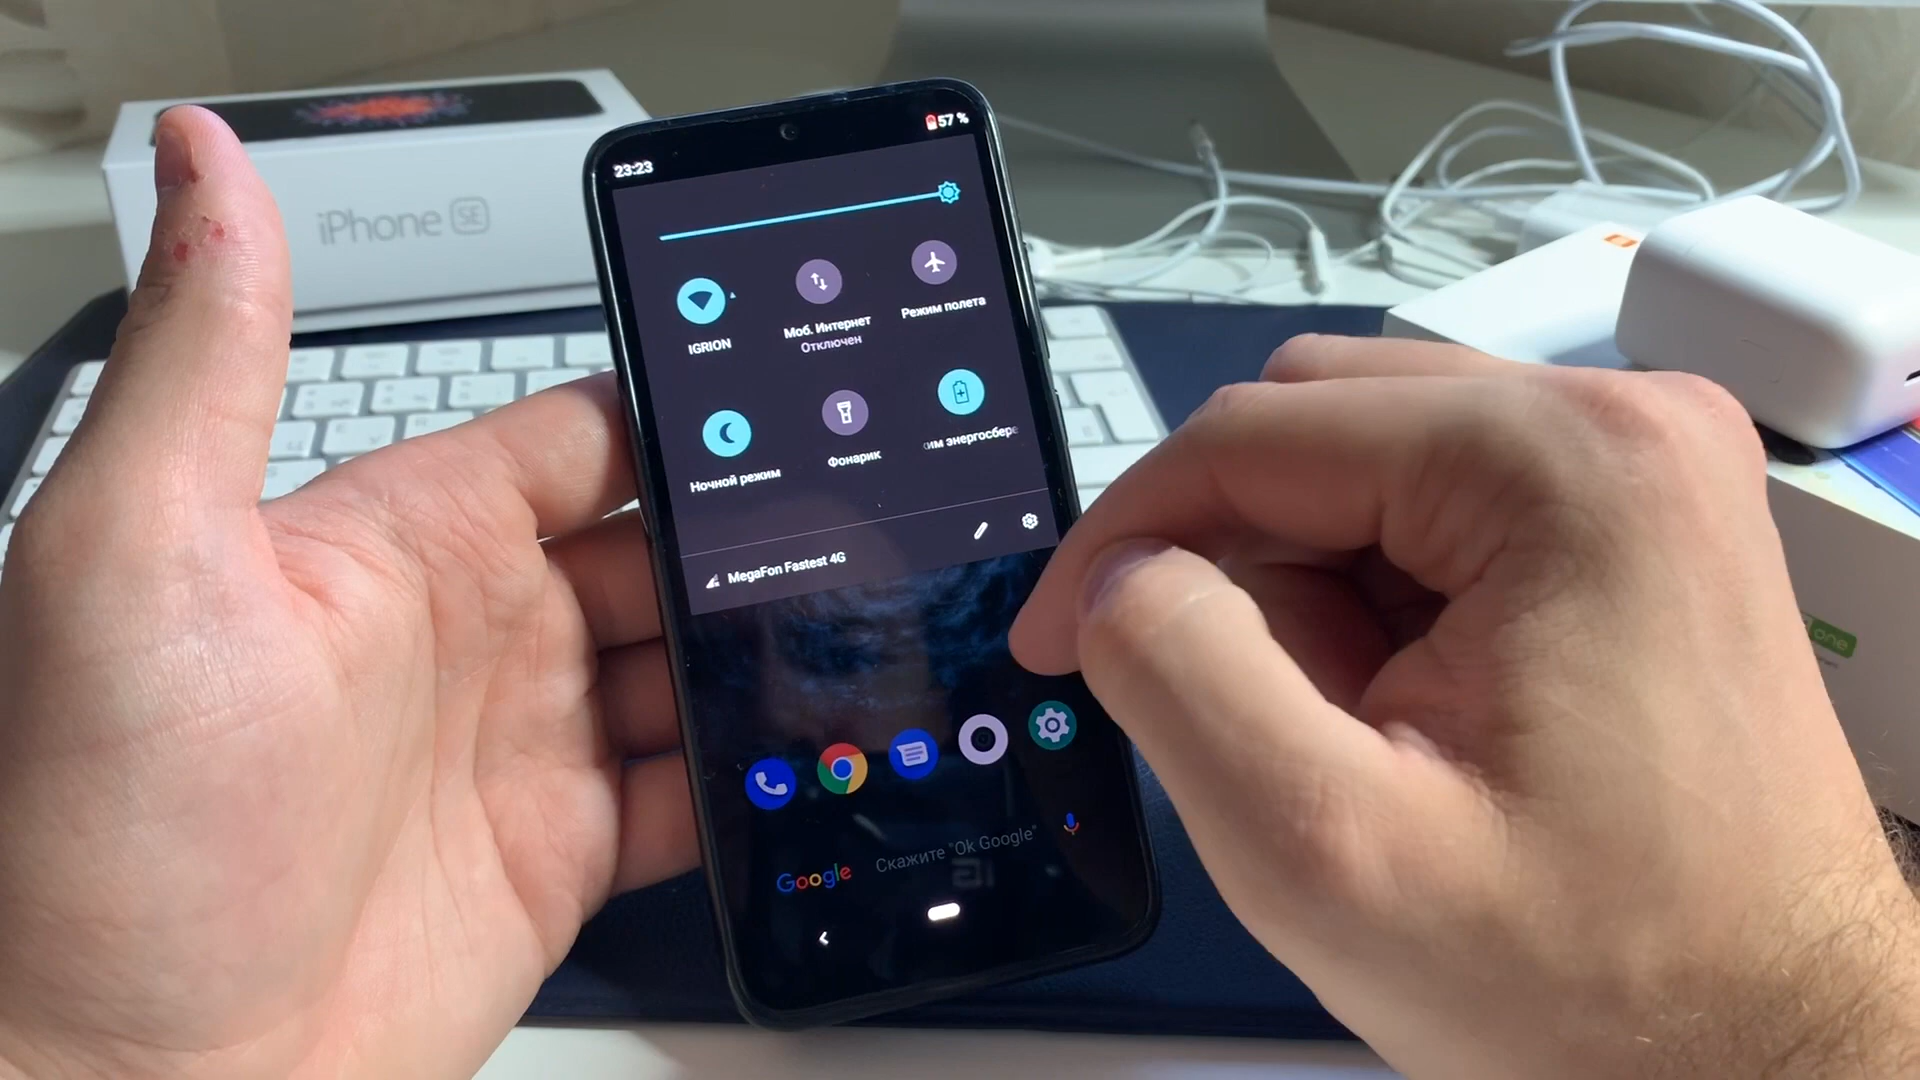 iPhone SE
23:23
57 %
IGRION
Моб. Интернет
Отключен
Режим полета
Ночной режим
Фонарик
им энергосбере
MegaFon Fastest 4G
Google
Скажите "Ok Google"
one